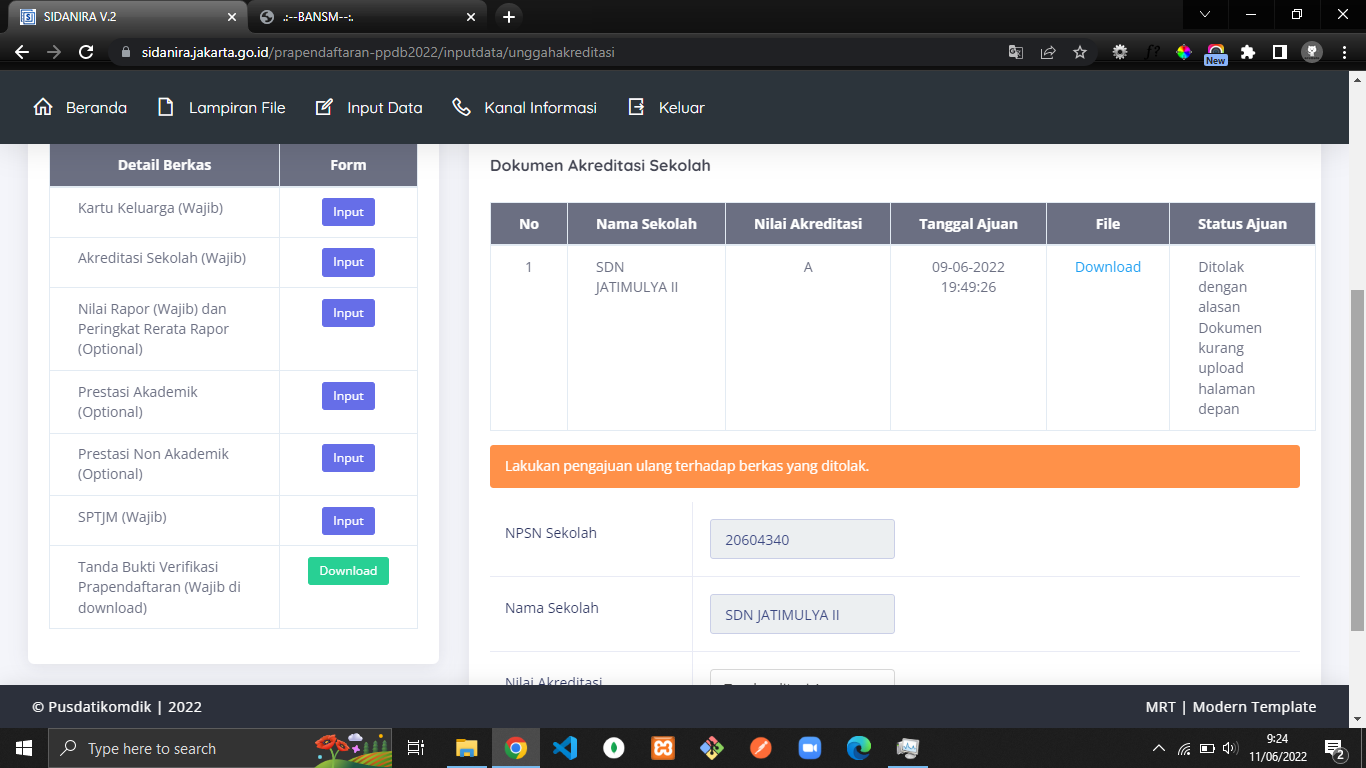 SIDANIRA V.2
.:--BANSM--:.
sidanira.jakarta.go.id/prapendaftaran-ppdb2022/inputdata/unggahakreditasi
f?
New
Beranda
Lampiran File
Input Data
Kanal Informasi
Keluar
Detail Berkas
Form
Kartu Keluarga (Wajib)
Input
Akreditasi Sekolah (Wajib)
Input
Nilai Rapor (Wajib) dan
Peringkat Rerata Rapor
(Optional)
Input
Prestasi Akademik
(Optional)
Input
Prestasi Non Akademik
(Optional)
Input
SPTJM (Wajib)
Input
Tanda Bukti Verifikasi
Prapendaftaran (Wajib di
download)
Download
Dokumen Akreditasi Sekolah
No
Nama Sekolah
Nilai Akreditasi
Tanggal Ajuan
File
Status Ajuan
1
SDN
JATIMULYA II
A
09-06-2022
19:49:26
Download
Ditolak
dengan
alasan
Dokumen
kurang
upload
halaman
depan
Lakukan pengajuan ulang terhadap berkas yang ditolak.
NPSN Sekolah
20604340
Nama Sekolah
SDN JATIMULYA II
Nilai Akreditasi
© Pusdatikomdik | 2022
MRT | Modern Template
Type here to search
9:24
11/06/2022
2